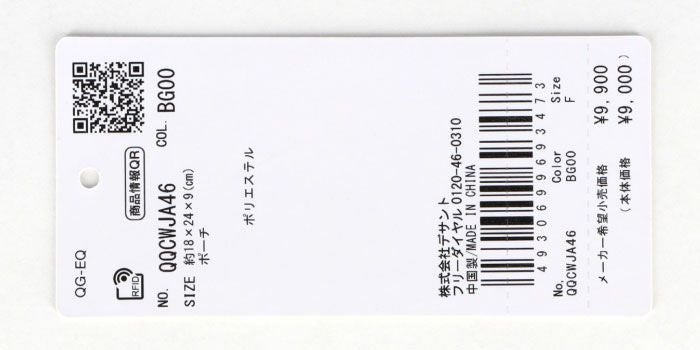 QG-EQ
商品情報QR
RFID
NO. QQCWJA46 COL. BG00
SIZE 約18×24×9(cm)
ポーチ
ポリエステル
株式会社デサント
フリーダイヤル 0120-46-0310
中国製/MADE IN CHINA
4930699693473
No. Color Size
QQCWJA46 BG00 F
メーカー希望小売価格 ¥9,900
(本体価格 ¥9,000)